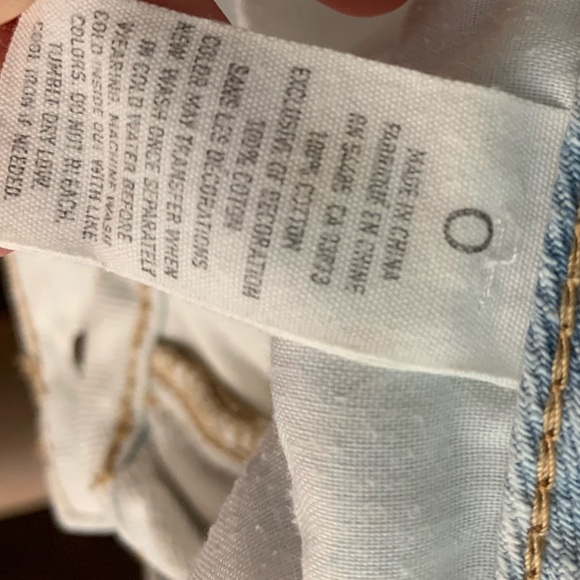 0
MADE IN CHINA
FABRIQUÉ EN CHINE
RN 54485 CA 03873
100% COTTON
EXCLUSIVE OF DECORATION
100% COTON
SANS LES DÉCORATIONS
COLOR MAY TRANSFER WHEN
NEW. WASH ONCE SEPARATELY
IN COLD WATER BEFORE
WEARING. MACHINE WASH
COLD INSIDE OUT WITH LIKE
COLORS. DO NOT BLEACH.
TUMBLE DRY LOW.
COOL IRON IF NEEDED.